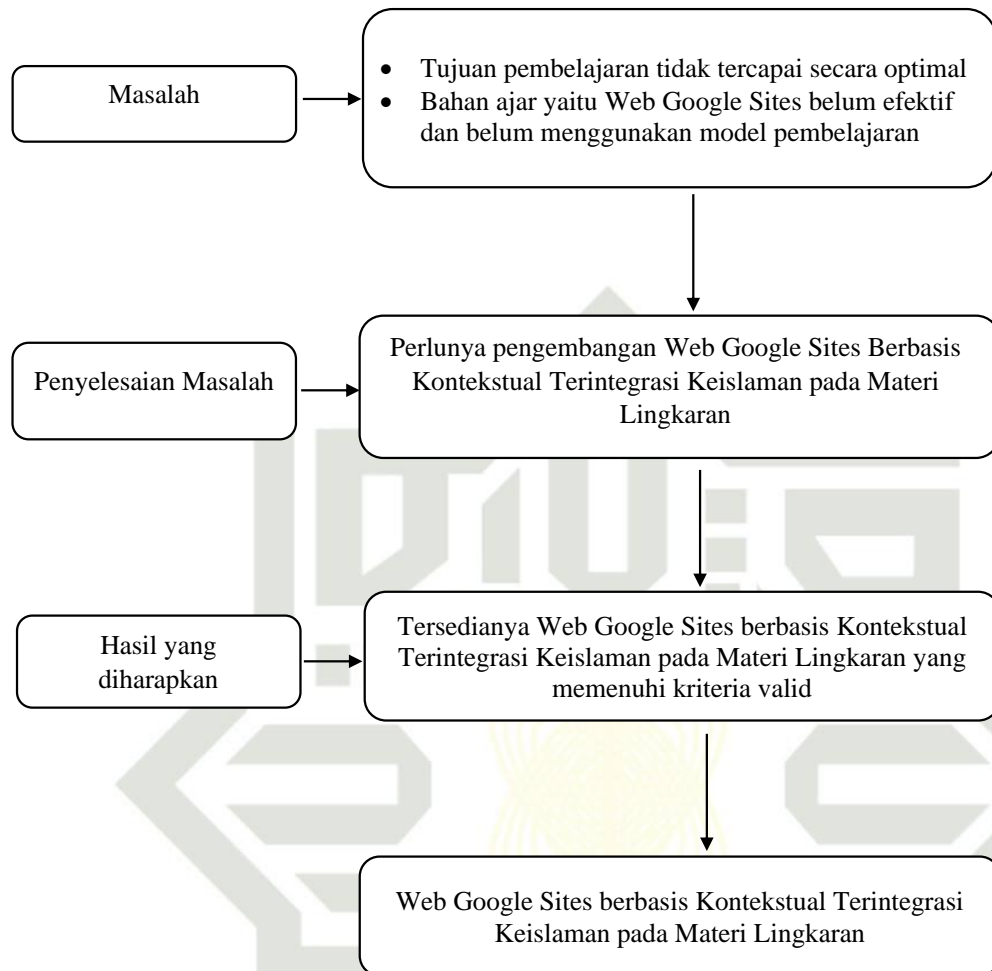 Masalah
• Tujuan pembelajaran tidak tercapai secara optimal
• Bahan ajar yaitu Web Google Sites belum efektif
dan belum menggunakan model pembelajaran
Penyelesaian Masalah
Perlunya pengembangan Web Google Sites Berbasis
Kontekstual Terintegrasi Keislaman pada Materi
Lingkaran
Hasil yang
diharapkan
Tersedianya Web Google Sites berbasis Kontekstual
Terintegrasi Keislaman pada Materi Lingkaran yang
memenuhi kriteria valid
Web Google Sites berbasis Kontekstual Terintegrasi
Keislaman pada Materi Lingkaran